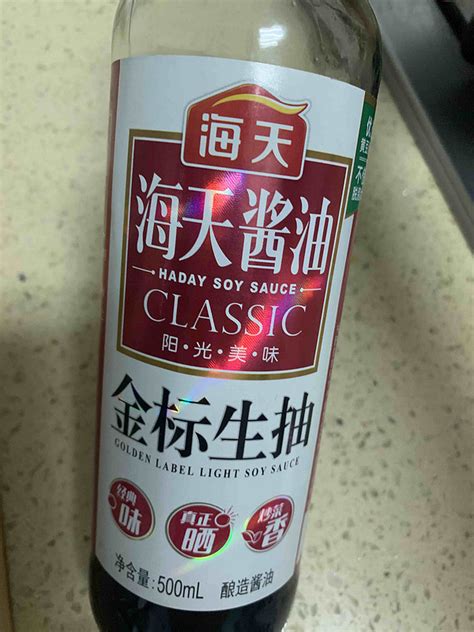 海天
海天酱油
HADAY SOY SAUCE
CLASSIC
阳·光·美·味
金标生抽
GOLDEN LABEL LIGHT SOY SAUCE
经典
味
真正
晒
炒菜
香
净含量:500mL 酿造酱油